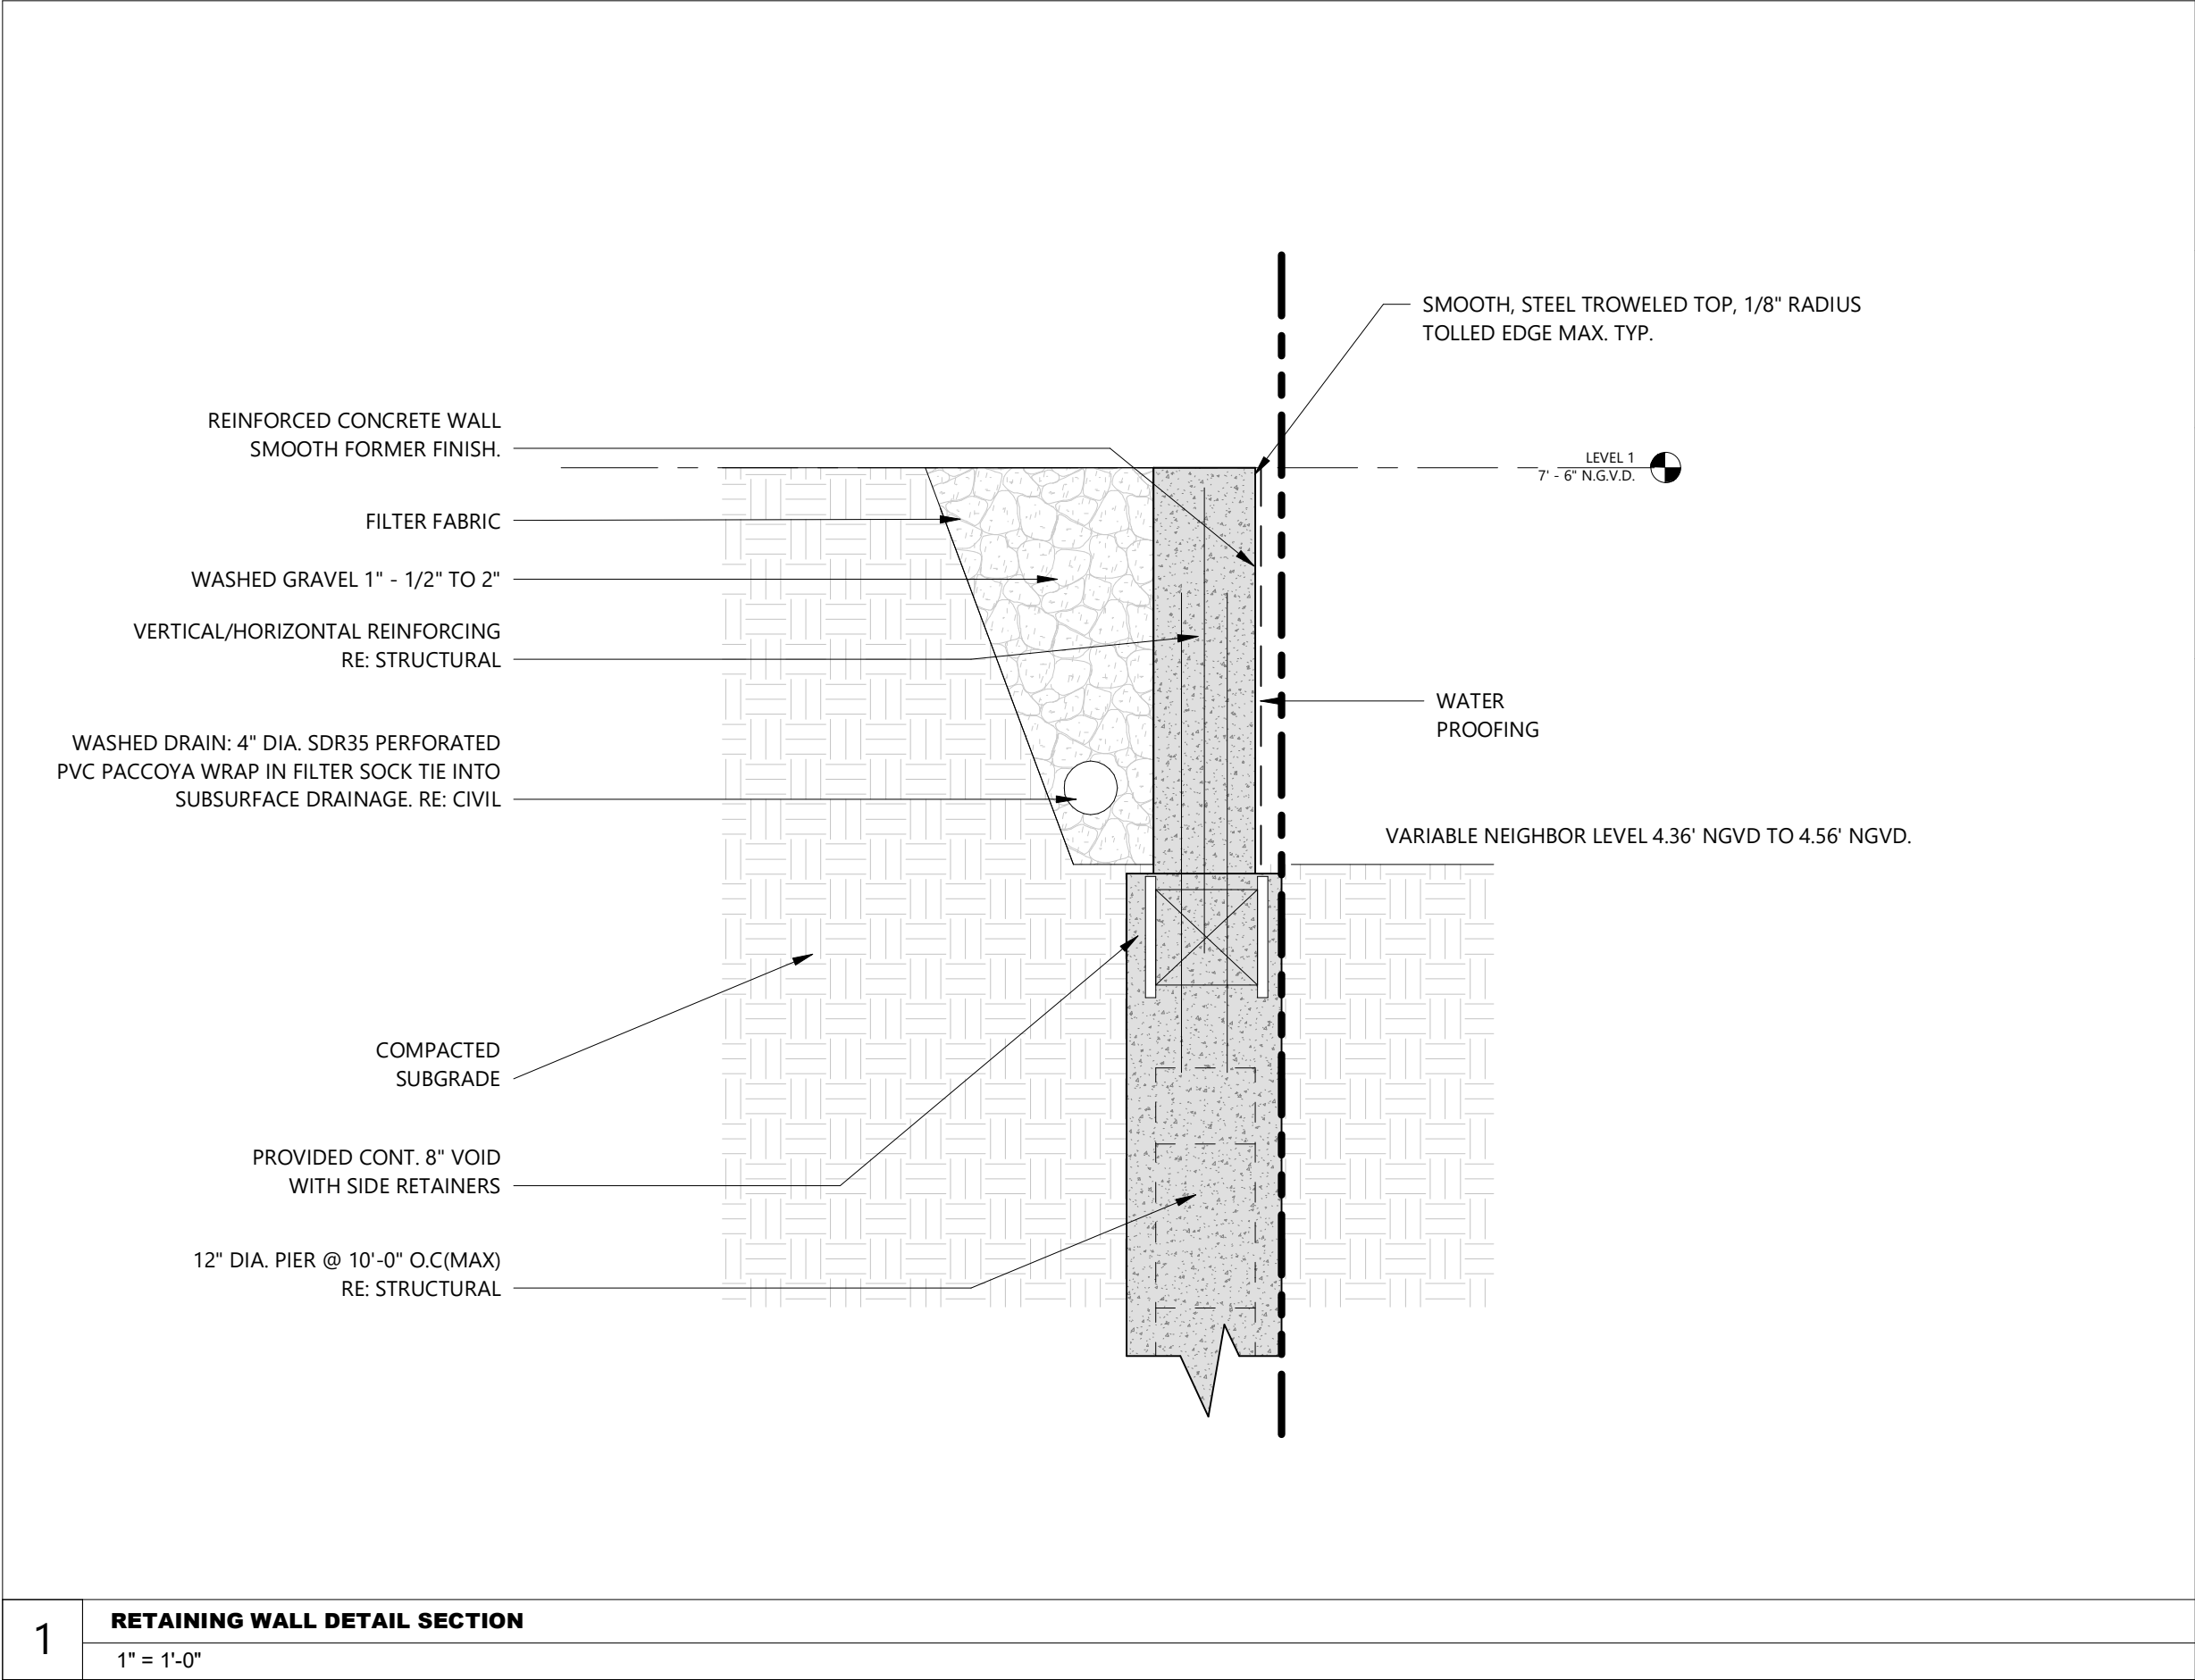 SMOOTH, STEEL TROWELED TOP, 1/8" RADIUS
TOLLED EDGE MAX. TYP.
REINFORCED CONCRETE WALL
SMOOTH FORMER FINISH.
LEVEL 1
7' - 6" N.G.V.D.
FILTER FABRIC
WASHED GRAVEL 1" - 1/2" TO 2"
VERTICAL/HORIZONTAL REINFORCING
RE: STRUCTURAL
WATER
PROOFING
WASHED DRAIN: 4" DIA. SDR35 PERFORATED
PVC PACCOYA WRAP IN FILTER SOCK TIE INTO
SUBSURFACE DRAINAGE. RE: CIVIL
VARIABLE NEIGHBOR LEVEL 4.36' NGVD TO 4.56' NGVD.
COMPACTED
SUBGRADE
PROVIDED CONT. 8" VOID
WITH SIDE RETAINERS
12" DIA. PIER @ 10'-0" O.C(MAX)
RE: STRUCTURAL
1
RETAINING WALL DETAIL SECTION
1" = 1'-0"